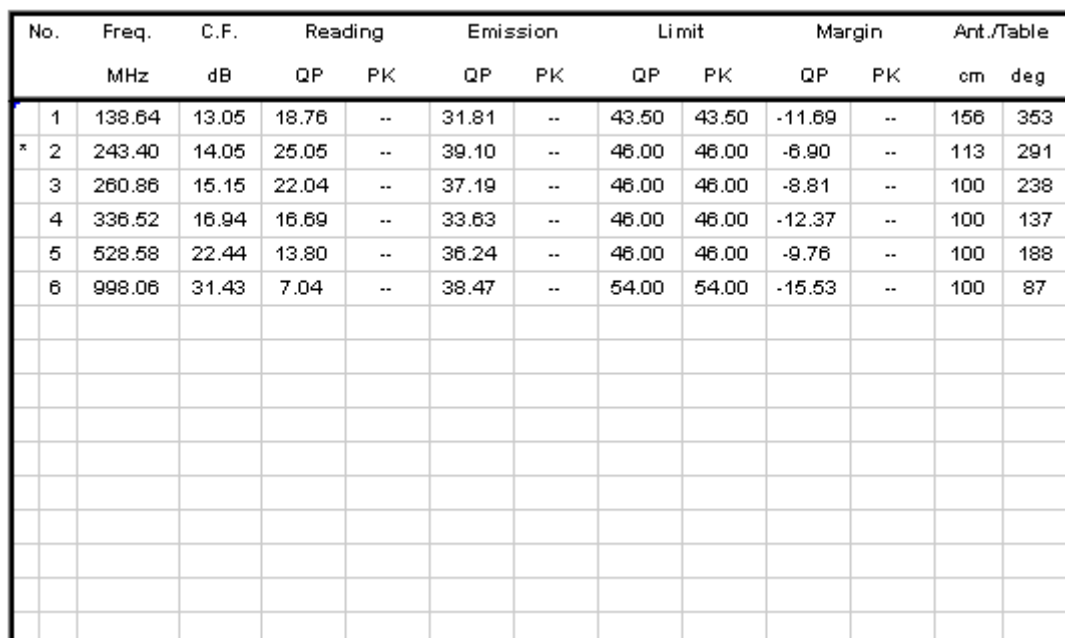 No. Freq. C.F. Reading Emission Limit Margin Ant./Table
MHz dB QP PK QP PK QP PK QP PK cm deg
1 138.64 13.05 18.76 -- 31.81 -- 43.50 43.50 -11.69 -- 156 353
* 2 243.40 14.05 25.05 -- 39.10 -- 46.00 46.00 -6.90 -- 113 291
3 260.86 15.15 22.04 -- 37.19 -- 46.00 46.00 -8.81 -- 100 238
4 336.52 16.94 16.69 -- 33.63 -- 46.00 46.00 -12.37 -- 100 137
5 528.58 22.44 13.80 -- 36.24 -- 46.00 46.00 -9.76 -- 100 188
6 998.06 31.43 7.04 -- 38.47 -- 54.00 54.00 -15.53 -- 100 87